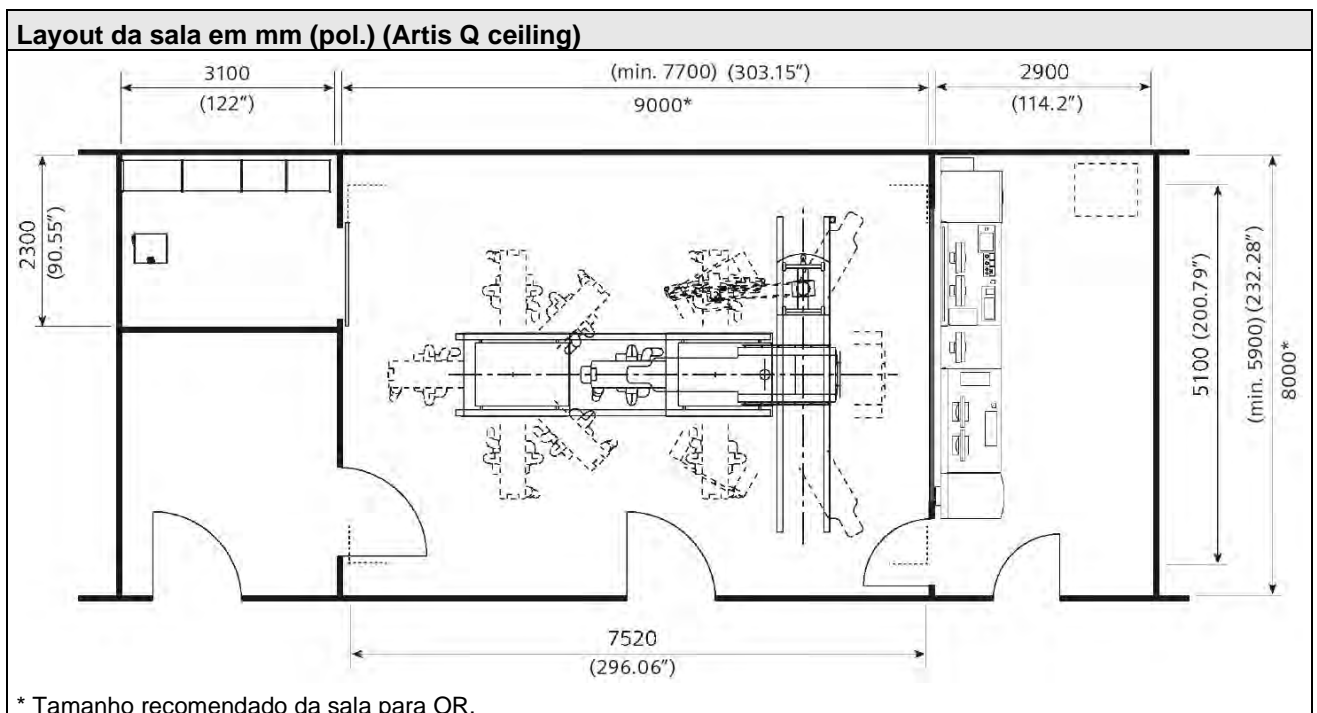 Layout da sala em mm (pol.) (Artis Q ceiling)
3100
(122″)
(min. 7700) (303.15″)
9000*
2900
(114.2″)
2300
(90.55″)
5100 (200.79″)
(min. 5900) (232.28″)
8000*
7520
(296.06″)
* Tamanho recomendado da sala para OR.